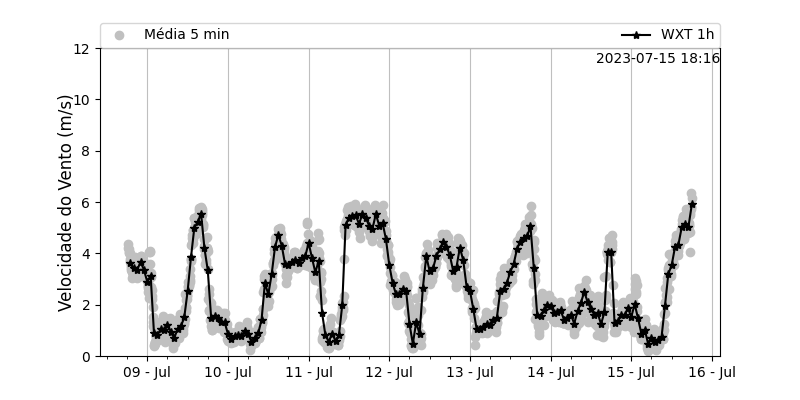 Média 5 min
WXT 1h
2023-07-15 18:16
Velocidade do Vento (m/s)
12
10
8
6
4
2
0
09 - Jul
10 - Jul
11 - Jul
12 - Jul
13 - Jul
14 - Jul
15 - Jul
16 - Jul